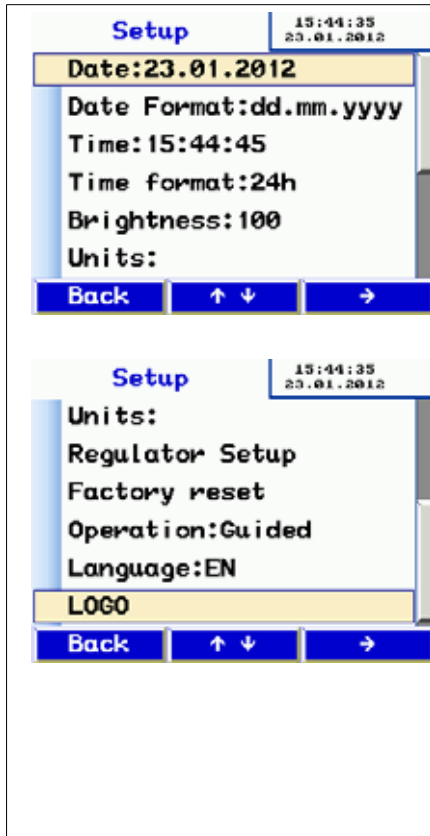 Setup
15:44:35
23.01.2012
Date:23.01.2012
Date Format:dd.mm.yyyy
Time:15:44:45
Time format:24h
Brightness:100
Units:
Back ↑ ↓ →
Setup
15:44:35
23.01.2012
Units:
Regulator Setup
Factory reset
Operation:Guided
Language:EN
LOGO
Back ↑ ↓ →